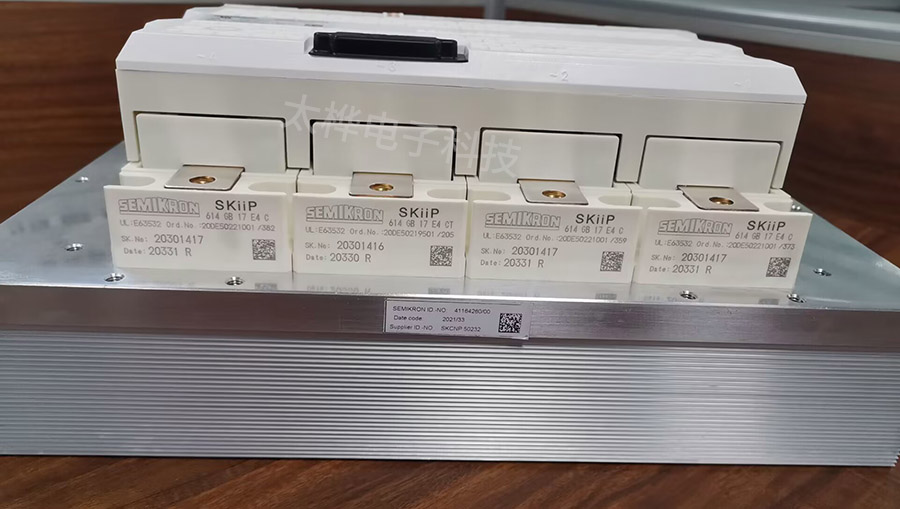 -2
太桦电子科技
SEMIKRON SKiiP
614 GB 17 E4 C
UL:E63532 Ord.No.:20DE50221001 /382
SK.No: 20301417
Date: 20331 R
SEMIKRON SKiiP
614 GB 17 E4 CT
UL:E63532 Ord.No.:20DE50219501 /205
SK.No: 20301416
Date: 20330 R
SEMIKRON SKiiP
614 GB 17 E4 C
UL:E63532 Ord.No.:20DE50221001 /359
SK.No: 20301417
Date: 20331 R
SEMIKRON SKiiP
614 GB 17 E4 C
UL:E63532 Ord.No.:20DE50221001 /373
SK.No: 20301417
Date: 20331 R
SEMIKRON ID -NO 41164260/00
Date code 2021/33
Supplier ID -NO SKCNP 50232